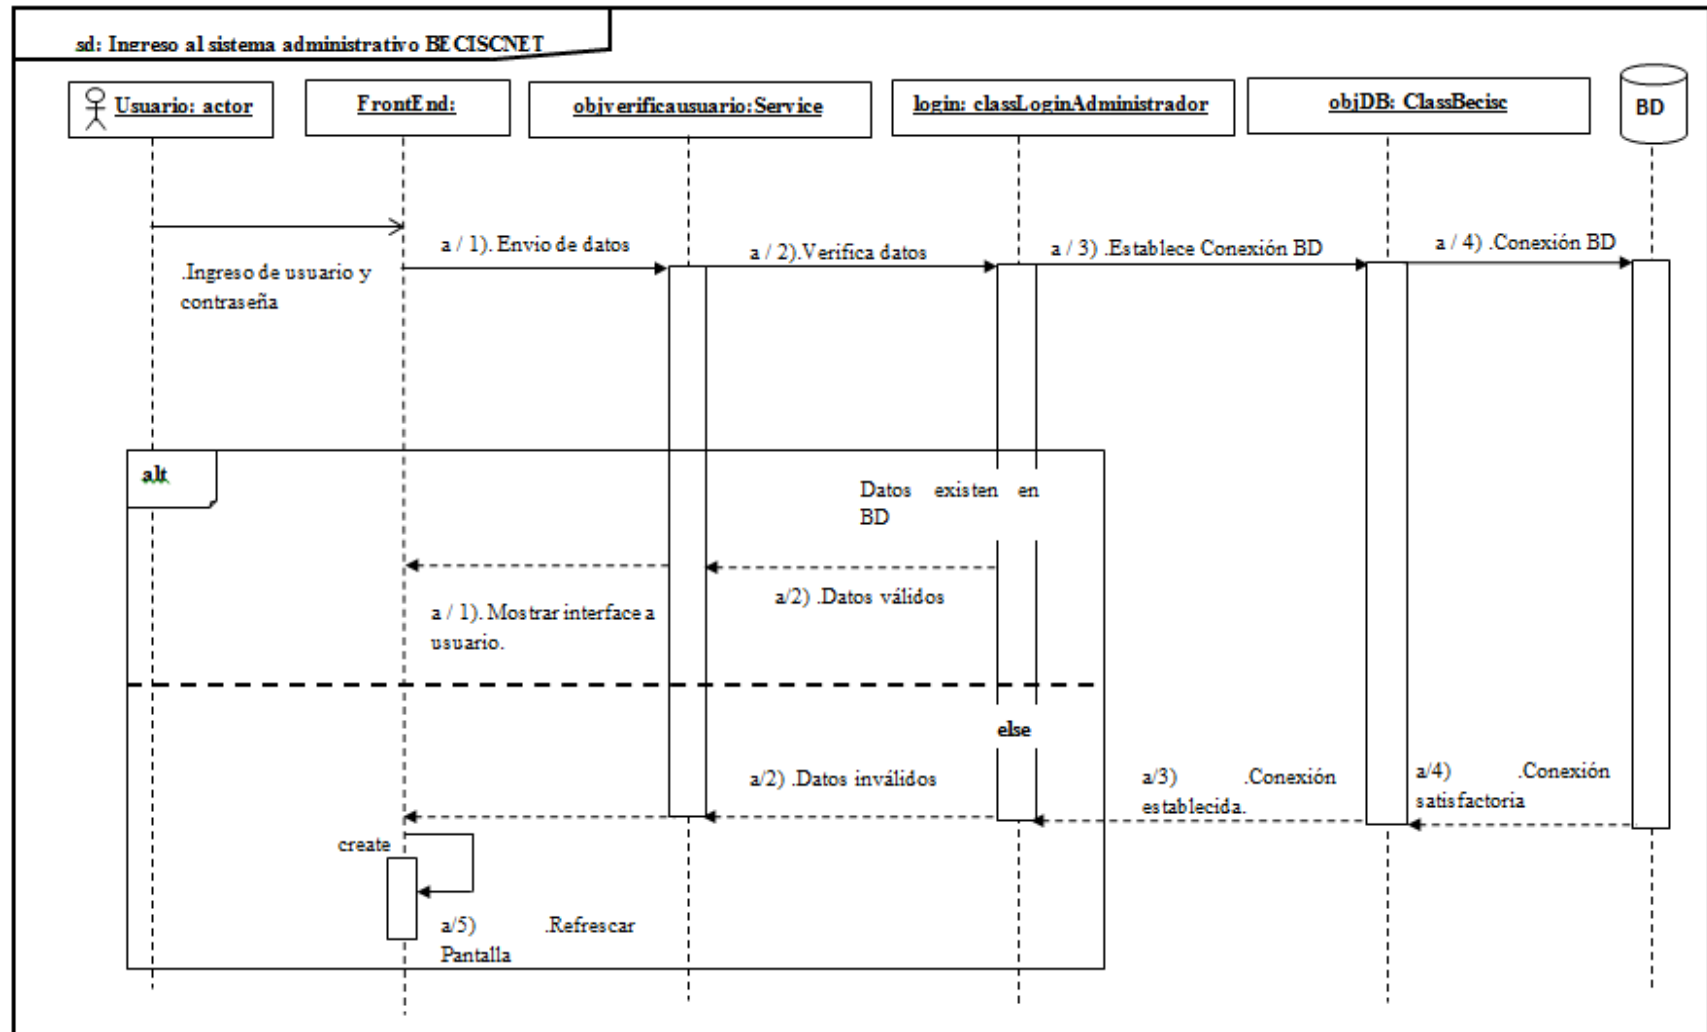 sd: Ingreso al sistema administrativo BECISCNET
Usuario: actor
FrontEnd:
objverificausuario:Service
login: classLoginAdministrador
objDB: ClassBecisc
BD
a / 1). Envio de datos
a / 2).Verifica datos
a / 3) .Establece Conexión BD
a / 4) .Conexión BD
.Ingreso de usuario y
contraseña
alt
Datos existen en
BD
a/2) .Datos válidos
a / 1). Mostrar interface a
usuario.
else
a/2) .Datos inválidos
a/3) .Conexión
establecida.
a/4) .Conexión
satisfactoria
create
a/5) .Refrescar
Pantalla